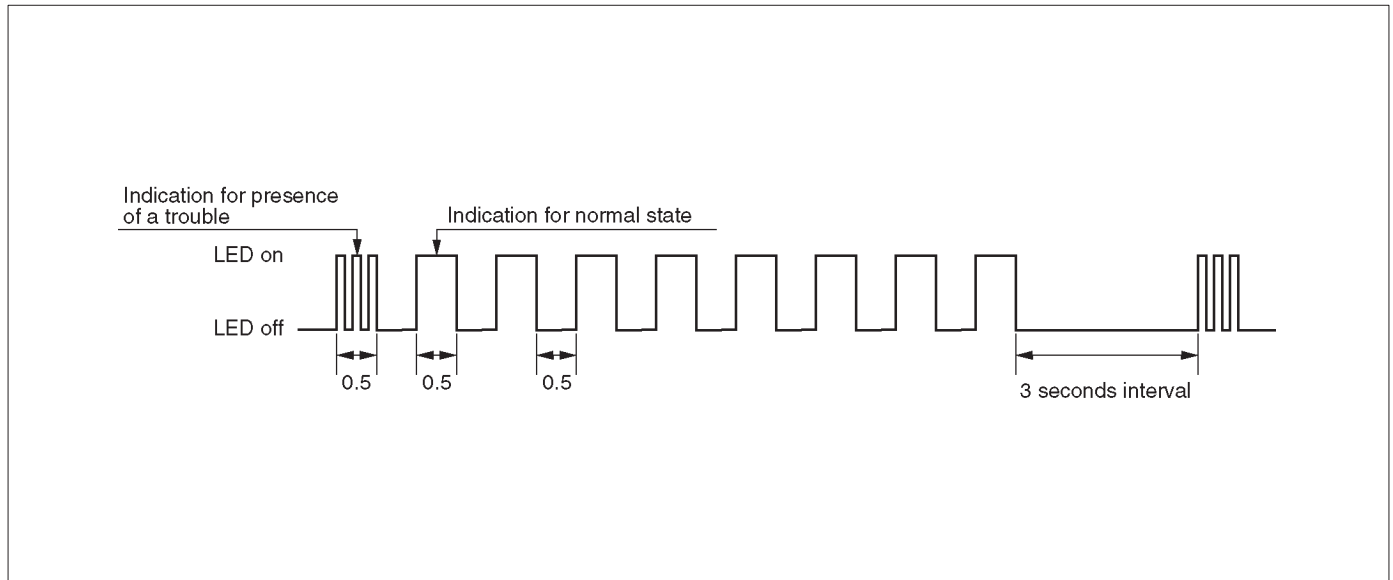 Indication for presence
of a trouble
Indication for normal state
LED on
LED off
0.5
0.5
0.5
3 seconds interval